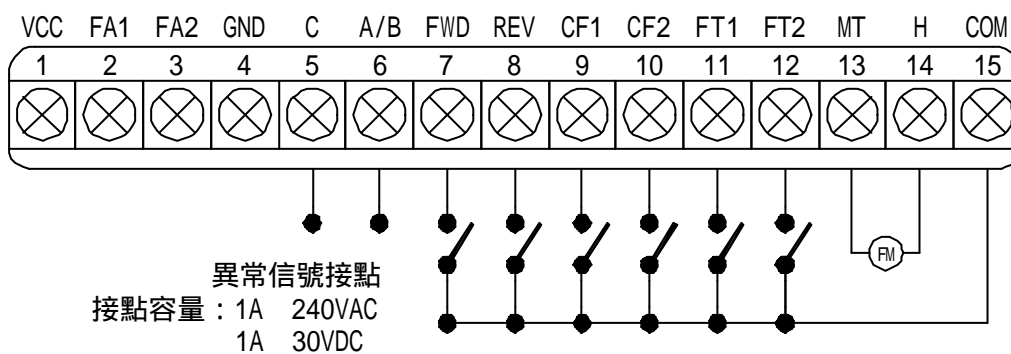 VCC FA1 FA2 GND C A/B FWD REV CF1 CF2 FT1 FT2 MT H COM
1 2 3 4 5 6 7 8 9 10 11 12 13 14 15
FM
異常信號接點
接點容量：1A 240VAC
1A 30VDC